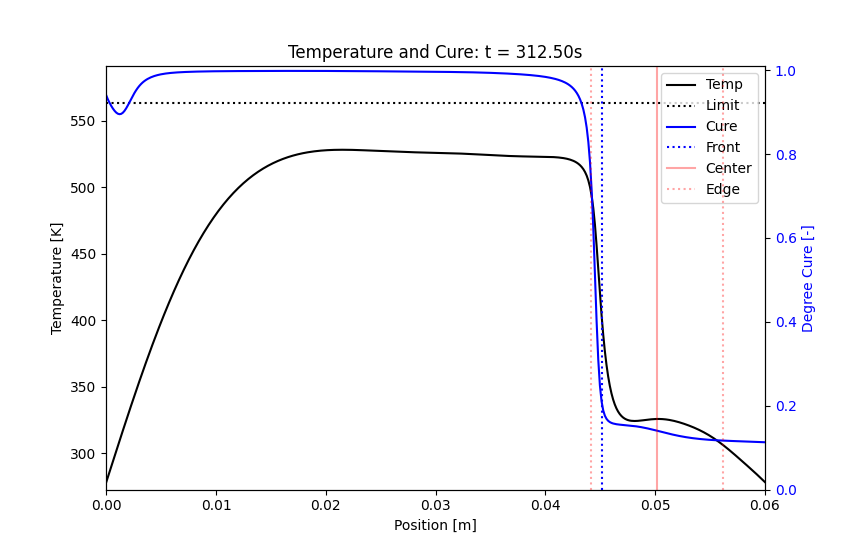 Temperature and Cure: t = 312.50s
Temp
Limit
Cure
Front
Center
Edge
Temperature [K]
550
500
450
400
350
300
Degree Cure [-]
1.0
0.8
0.6
0.4
0.2
0.0
0.00 0.01 0.02 0.03 0.04 0.05 0.06
Position [m]